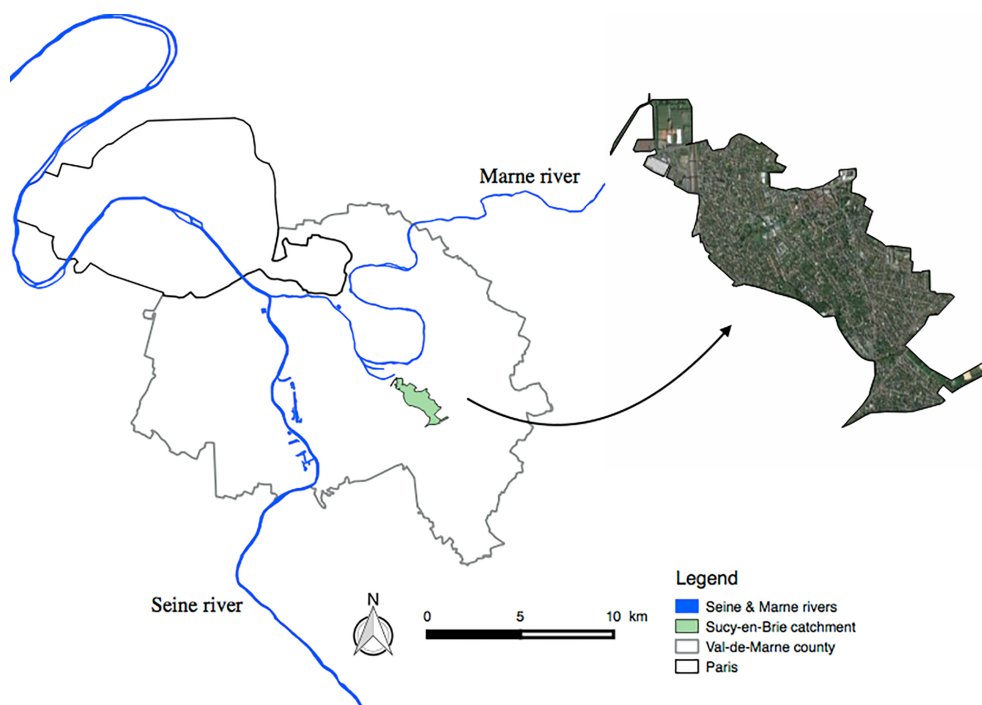 Marne river
Seine river
N
0 5 10 km
Legend
Seine & Marne rivers
Sucy-en-Brie catchment
Val-de-Marne county
Paris